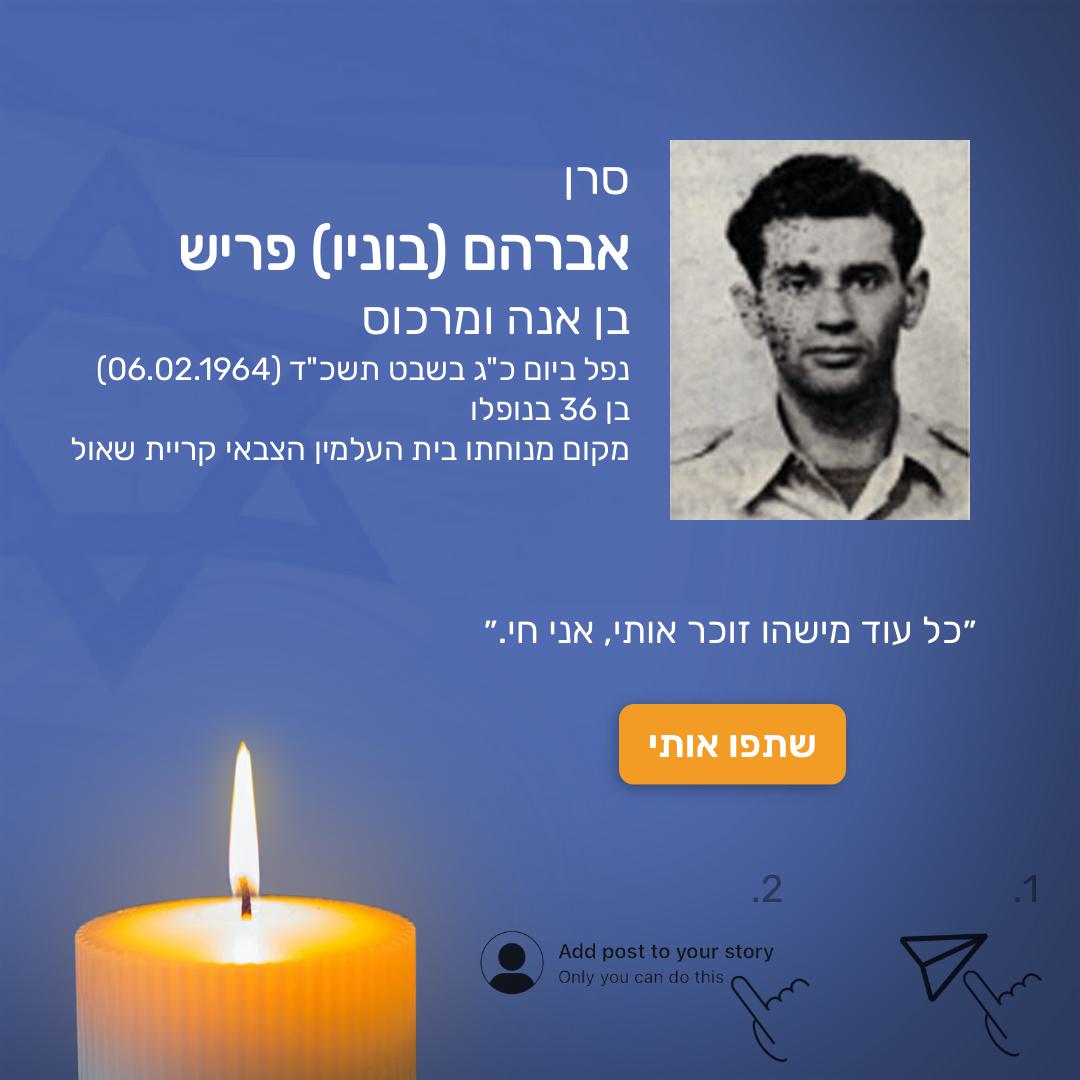 סרן
אברהם (בוניו) פריש
בן אנה ומרכוס
נפל ביום כ"ג בשבט תשכ"ד (06.02.1964)
בן 36 בנופלו
מקום מנוחתו בית העלמין הצבאי קריית שאול
״כל עוד מישהו זוכר אותי, אני חי.״
שתפו אותי
1.
2.
Add post to your story
Only you can do this